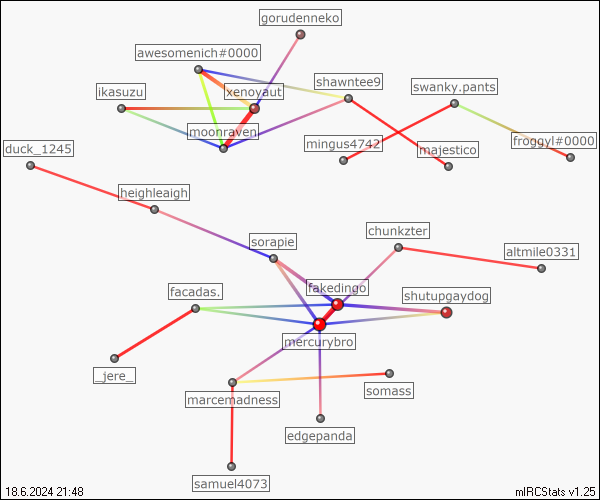 gorudenneko
awesomenich#0000
shawntee9
ikasuzu
xenoyaut
swanky.pants
moonraven
mingus4742
froggyl#0000
duck_1245
majestico
heighleaigh
sorapie
chunkzter
altmile0331
facadas.
fakedingo
shutupgaydog
mercurybro
_jere_
somass
marcemadness
edgepanda
samuel4073
18.6.2024 21:48
mIRCStats v1.25